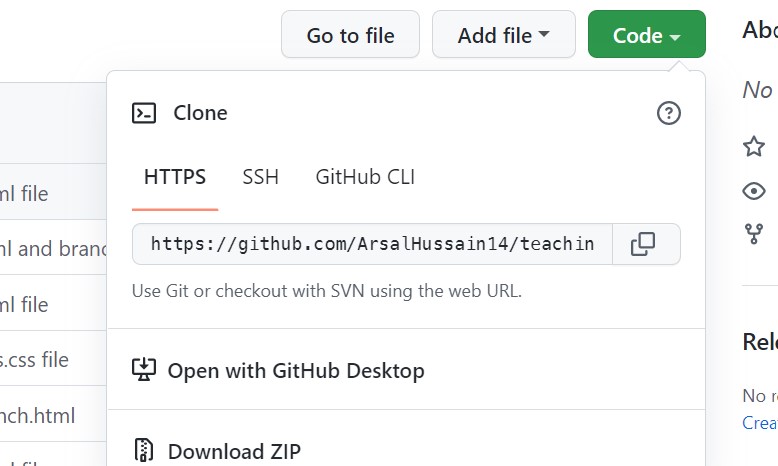 Go to file
Add file
Code
Abo
No
Clone
HTTPS SSH GitHub CLI
ml file
https://github.com/ArsalHussain14/teachin
ml and branc
Use Git or checkout with SVN using the web URL.
ml file
Rele
s.css file
Open with GitHub Desktop
No re
nch.html
Crea
Download ZIP